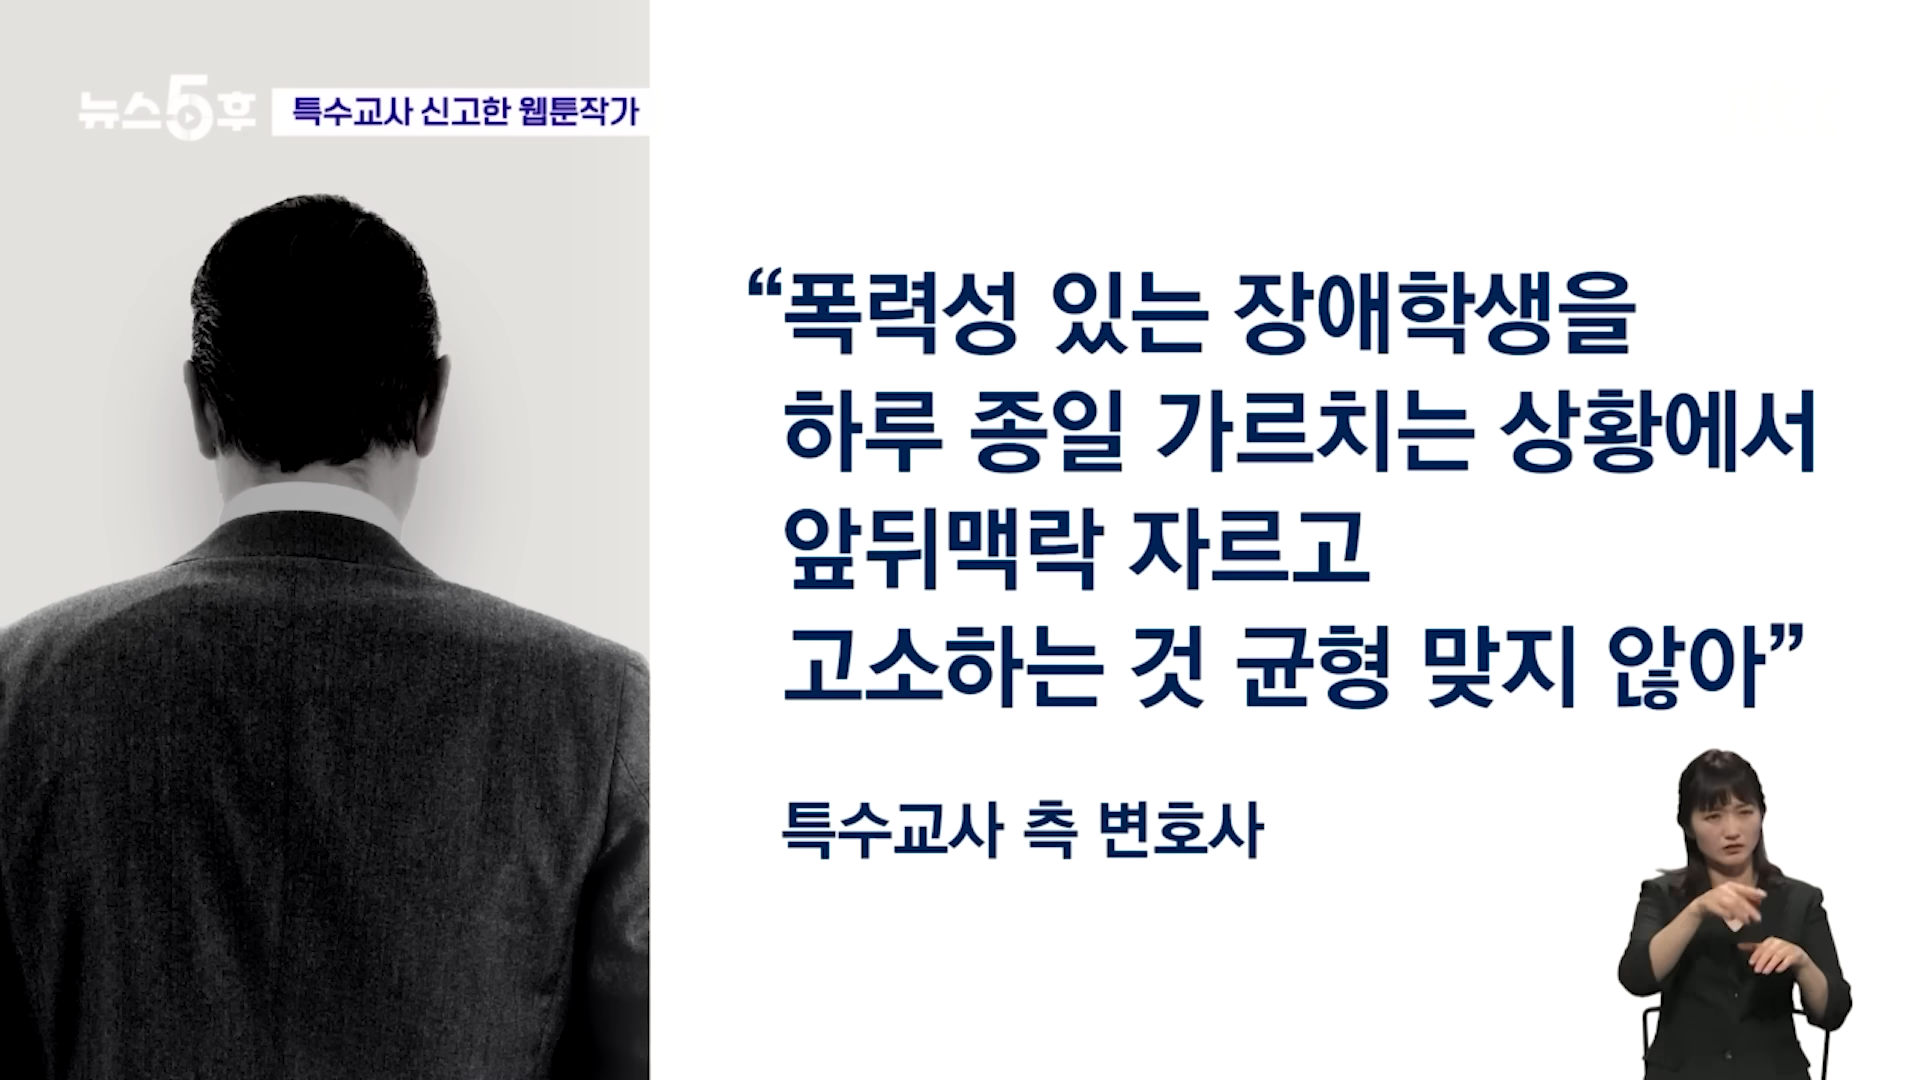 뉴스5후
특수교사 신고한 웹툰작가
“폭력성 있는 장애학생을
하루 종일 가르치는 상황에서
앞뒤맥락 자르고
고소하는 것 균형 맞지 않아”
특수교사 측 변호사